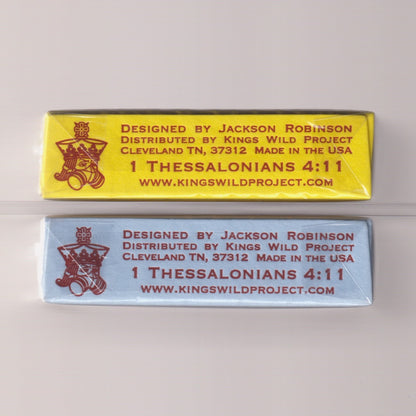 Designed by Jackson Robinson
Distributed by Kings Wild Project
Cleveland TN, 37312 Made in the USA
1 Thessalonians 4:11
www.kingswildproject.com
Designed by Jackson Robinson
Distributed by Kings Wild Project
Cleveland TN, 37312 Made in the USA
1 Thessalonians 4:11
www.kingswildproject.com